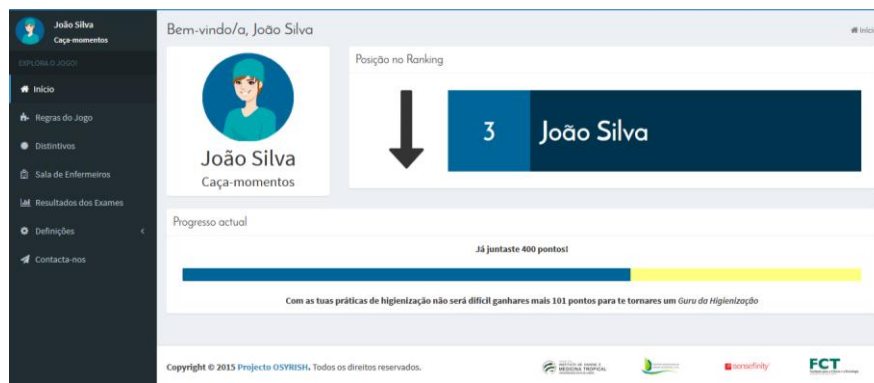 João Silva
Caça-momentos
EXPLORA O JOGO!
Início
Regras do Jogo
Distintivos
Sala de Enfermeiros
Resultados dos Exames
Definições
Contacta-nos
Bem-vindo/a, João Silva
Início
João Silva
Caça-momentos
Posição no Ranking
3 João Silva
Progresso actual
Já juntaste 400 pontos!
Com as tuas práticas de higienização não será difícil ganhares mais 101 pontos para te tornares um Guru da Higienização
Copyright © 2015 Projecto OSYRISH. Todos os direitos reservados.
MEDICINA TROPICAL
sensefinity
FCT